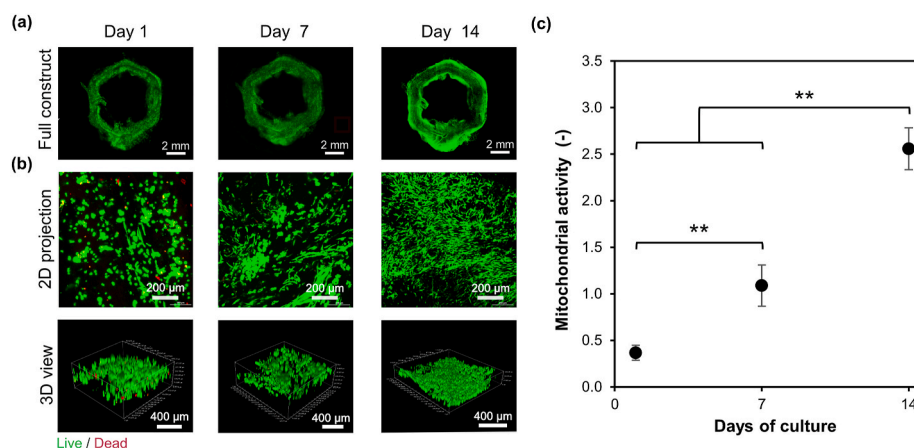 (a)
Day 1
Day 7
Day 14
Full construct
2 mm
2 mm
2 mm
(b)
2D projection
200 µm
200 µm
200 µm
3D view
400 µm
400 µm
400 µm
Live / Dead
(c)
Mitochondrial activity (-)
3.5
3.0
2.5
2.0
1.5
1.0
0.5
0.0
**
**
0
7
14
Days of culture